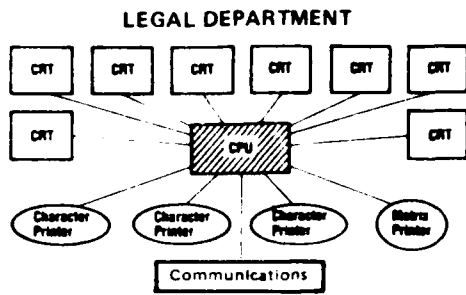 LEGAL DEPARTMENT
CRT CRT CRT CRT CRT CRT
CRT CPU CRT
Character Printer
Character Printer
Character Printer
Matrix Printer
Communications